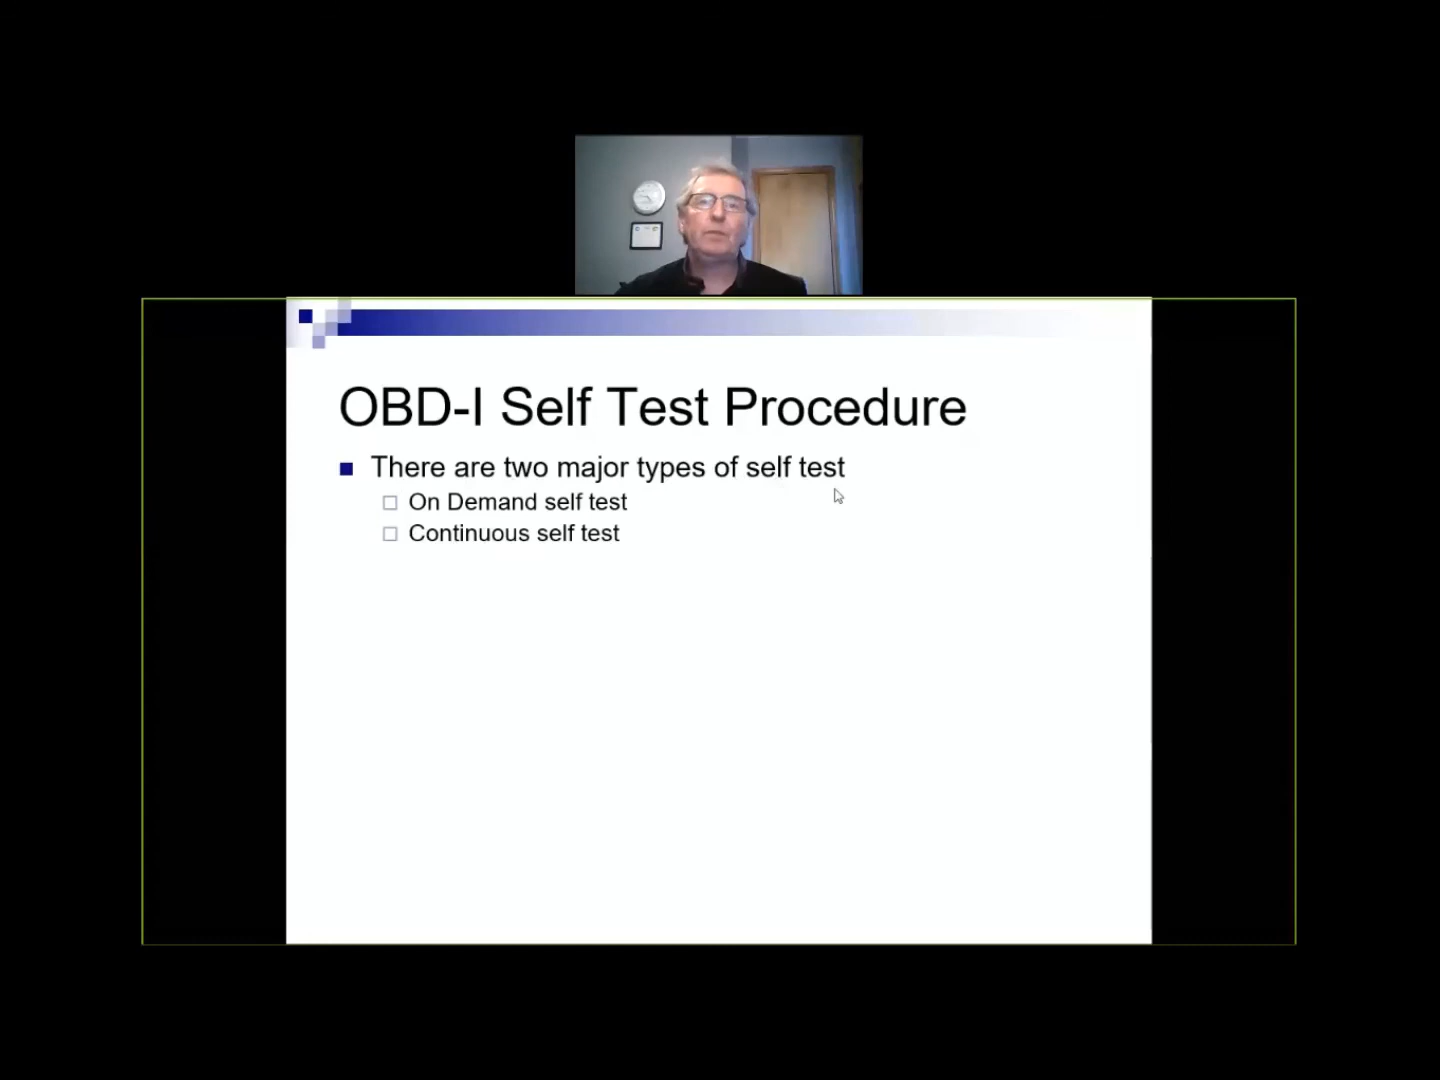 OBD-I Self Test Procedure
There are two major types of self test
On Demand self test
Continuous self test